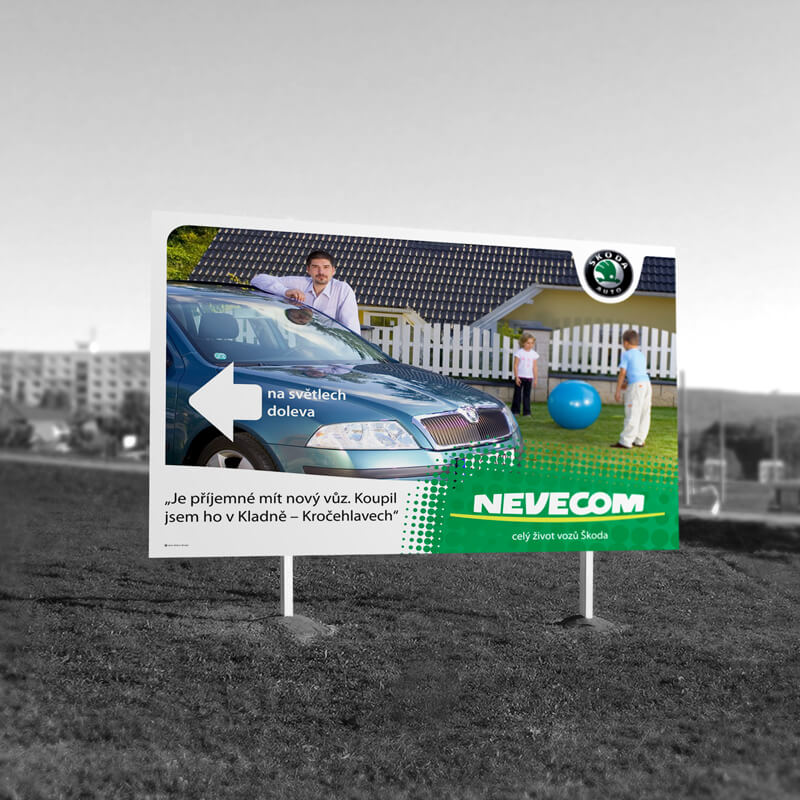 ŠKODA
AUTO
na světlech
doleva
„Je příjemné mít nový vůz. Koupil
jsem ho v Kladně – Kročehlavech“
NEVECOM
celý život vozů Škoda